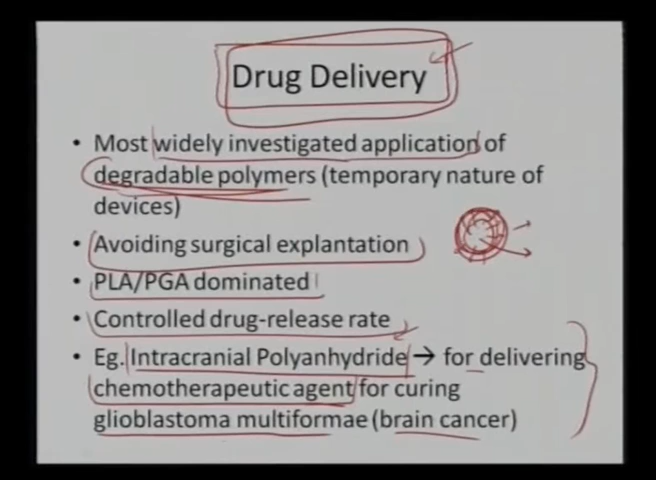 Drug Delivery
• Most widely investigated application of
degradable polymers (temporary nature of
devices)
• Avoiding surgical explantation
• PLA/PGA dominated
• Controlled drug-release rate
• Eg. Intracranial Polyanhydride → for delivering
chemotherapeutic agent for curing
glioblastoma multiformae (brain cancer)